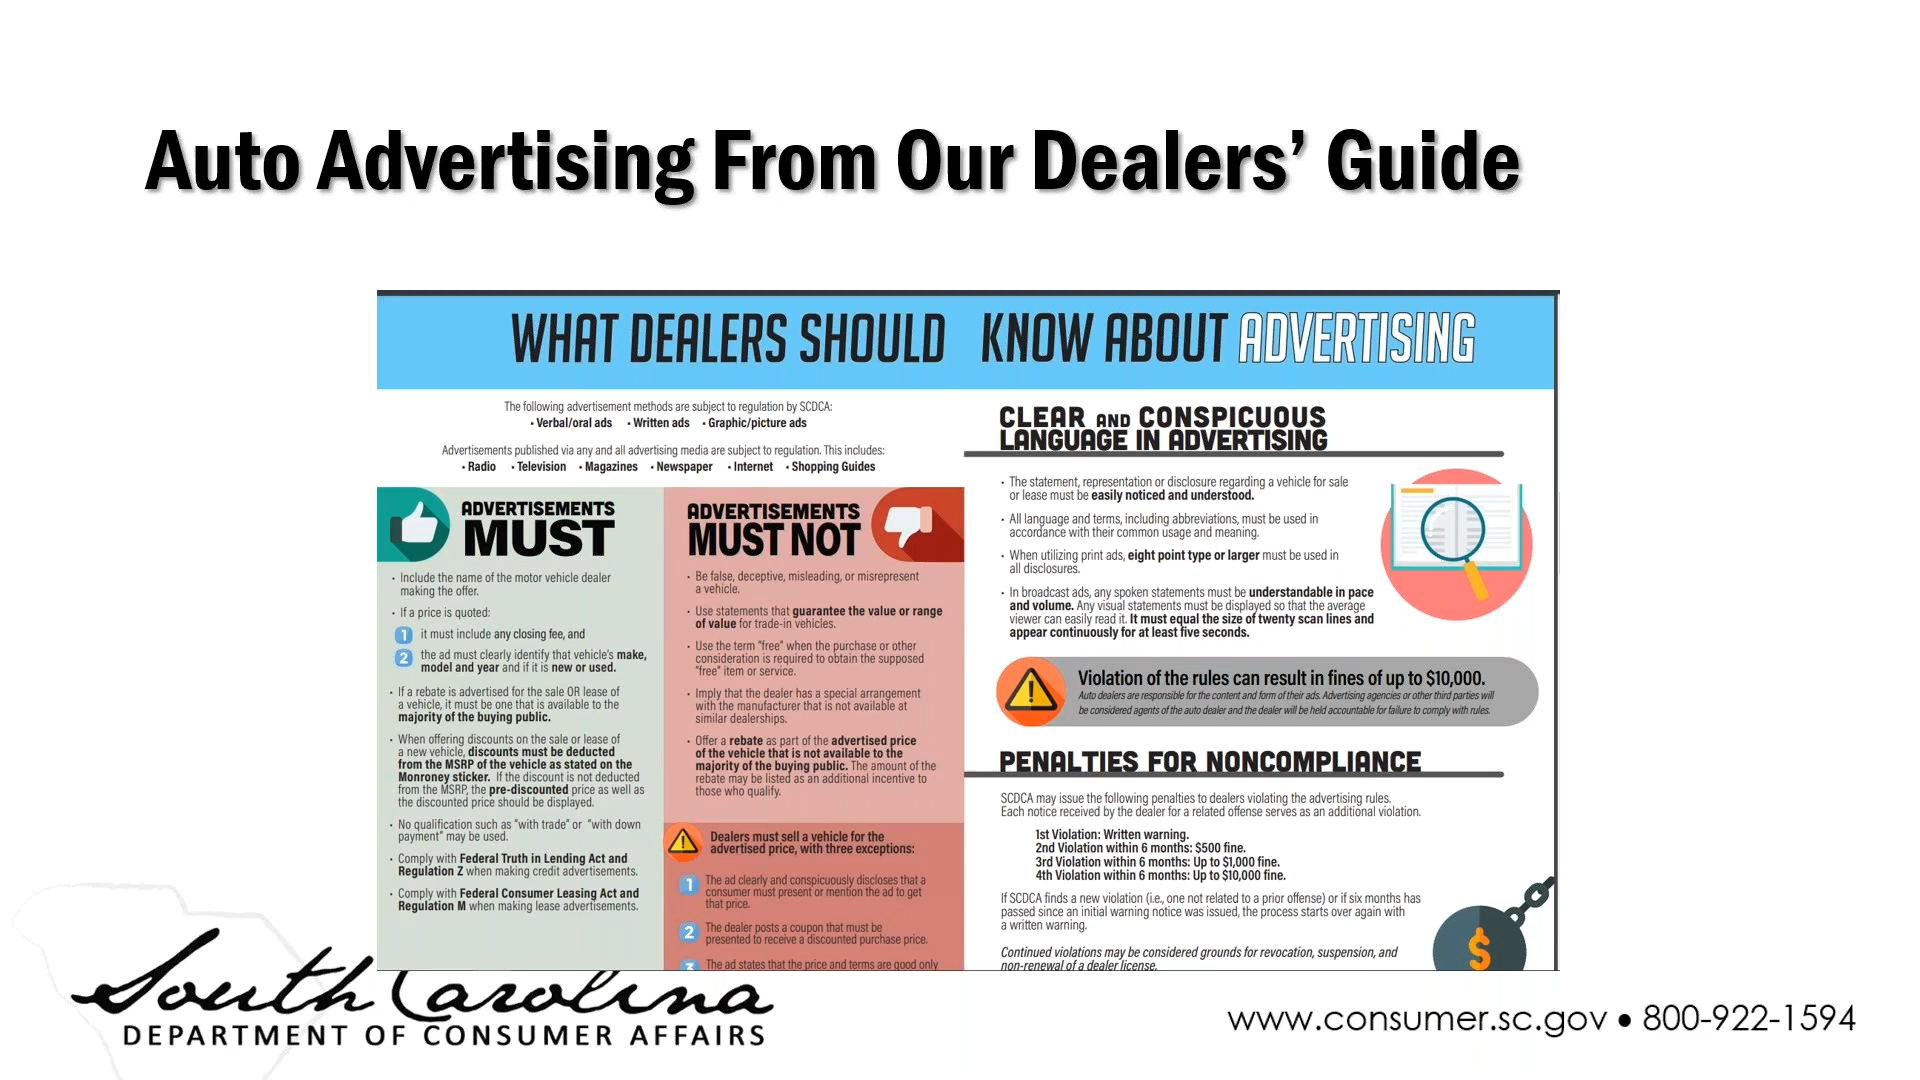 Auto Advertising From Our Dealers’ Guide
WHAT DEALERS SHOULD KNOW ABOUT ADVERTISING
The following advertisement methods are subject to regulation by SCDCA:
• Verbal/oral ads • Written ads • Graphic/picture ads
Advertisements published via any and all advertising media are subject to regulation. This includes:
• Radio • Television • Magazines • Newspaper • Internet • Shopping Guides
ADVERTISEMENTS
MUST
• Include the name of the motor vehicle dealer
making the offer.
• If a price is quoted:
1 it must include any closing fee, and
2 the ad must clearly identify that vehicle's make,
model and year and if it is new or used.
• If a rebate is advertised for the sale OR lease of
a vehicle, it must be one that is available to the
majority of the buying public.
• When offering discounts on the sale or lease of
a new vehicle, discounts must be deducted
from the MSRP of the vehicle as stated on the
Monroney sticker. If the discount is not deducted
from the MSRP, the pre-discounted price as well as
the discounted price should be displayed.
• No qualification such as "with trade" or "with down
payment" may be used.
• Comply with Federal Truth in Lending Act and
Regulation Z when making credit advertisements.
• Comply with Federal Consumer Leasing Act and
Regulation M when making lease advertisements.
ADVERTISEMENTS
MUST NOT
• Be false, deceptive, misleading, or misrepresent
a vehicle.
• Use statements that guarantee the value or range
of value for trade-in vehicles.
• Use the term "free" when the purchase or other
consideration is required to obtain the supposed
"free" item or service.
• Imply that the dealer has a special arrangement
with the manufacturer that is not available at
similar dealerships.
• Offer a rebate as part of the advertised price
of the vehicle that is not available to the
majority of the buying public. The amount of the
rebate may be listed as an additional incentive to
those who qualify.
Dealers must sell a vehicle for the
advertised price, with three exceptions:
1 The ad clearly and conspicuously discloses that a
consumer must present or mention the ad to get
that price.
2 The dealer posts a coupon that must be
presented to receive a discounted purchase price.
3 The ad states that the price and terms are good only
CLEAR AND CONSPICUOUS
LANGUAGE IN ADVERTISING
• The statement, representation or disclosure regarding a vehicle for sale
or lease must be easily noticed and understood.
• All language and terms, including abbreviations, must be used in
accordance with their common usage and meaning.
• When utilizing print ads, eight point type or larger must be used in
all disclosures.
• In broadcast ads, any spoken statements must be understandable in pace
and volume. Any visual statements must be displayed so that the average
viewer can easily read it. It must equal the size of twenty scan lines and
appear continuously for at least five seconds.
Violation of the rules can result in fines of up to $10,000.
Auto dealers are responsible for the content and form of their ads. Advertising agencies or other third parties will
be considered agents of the auto dealer and the dealer will be held accountable for failure to comply with rules.
PENALTIES FOR NONCOMPLIANCE
SCDCA may issue the following penalties to dealers violating the advertising rules.
Each notice received by the dealer for a related offense serves as an additional violation.
1st Violation: Written warning.
2nd Violation within 6 months: $500 fine.
3rd Violation within 6 months: Up to $1,000 fine.
4th Violation within 6 months: Up to $10,000 fine.
If SCDCA finds a new violation (i.e., one not related to a prior offense) or if six months has
passed since an initial warning notice was issued, the process starts over again with
a written warning.
Continued violations may be considered grounds for revocation, suspension, and
non-renewal of a dealer license.
$
South Carolina
DEPARTMENT OF CONSUMER AFFAIRS
www.consumer.sc.gov • 800-922-1594